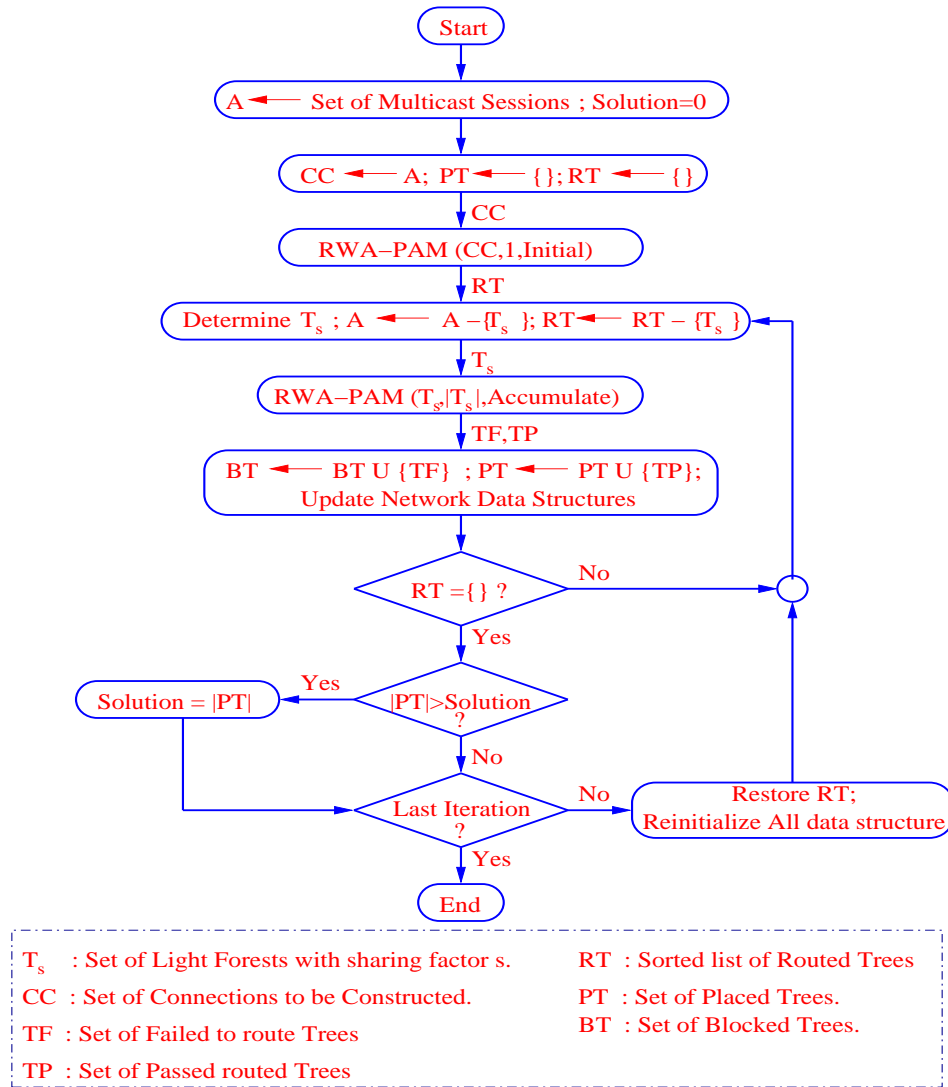 Start
A ← Set of Multicast Sessions ; Solution=0
CC ← A; PT ← {}; RT ← {}
CC
RWA-PAM (CC,1,Initial)
RT
Determine T_s ; A ← A -{T_s }; RT ← RT - {T_s }
T_s
RWA-PAM (T_s,|T_s|,Accumulate)
TF,TP
BT ← BT U {TF} ; PT ← PT U {TP};
Update Network Data Structures
RT ={} ?
No
Yes
Solution = |PT|
Yes
|PT|>Solution
?
No
Last Iteration
?
No
Restore RT;
Reinitialize All data structure
Yes
End
T_s : Set of Light Forests with sharing factor s.
CC : Set of Connections to be Constructed.
TF : Set of Failed to route Trees
TP : Set of Passed routed Trees
RT : Sorted list of Routed Trees
PT : Set of Placed Trees.
BT : Set of Blocked Trees.